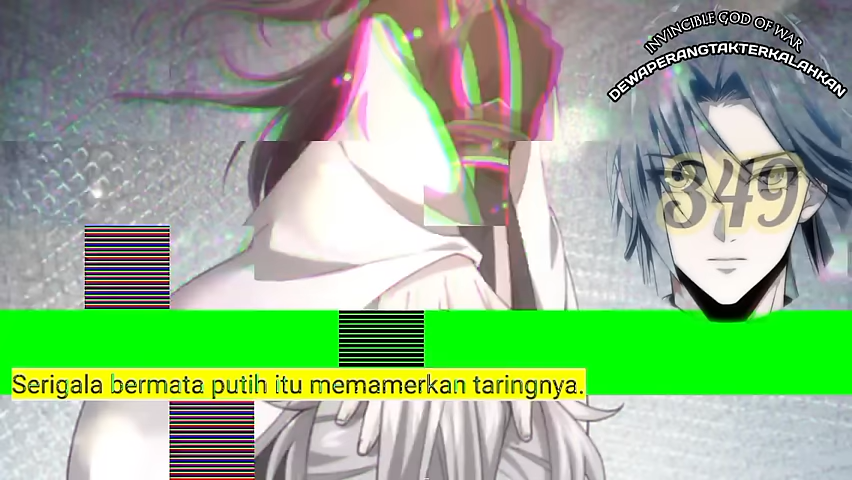 INVINCIBLE GOD OF WAR
DEWAPERANGTAKTERKALAHKAN
349
Serigala bermata putih itu memamerkan taringnya.